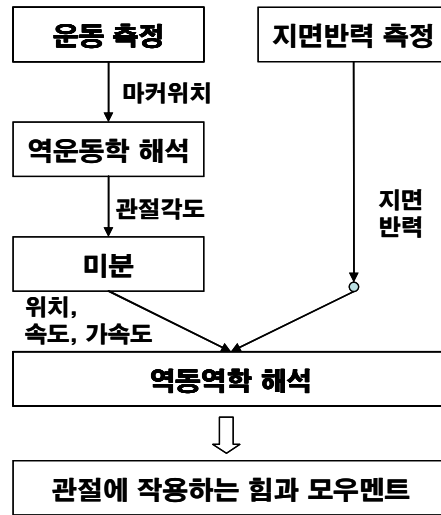 운동 측정
지면반력 측정
마커위치
역운동학 해석
관절각도
지면
반력
미분
위치,
속도, 가속도
역동역학 해석
관절에 작용하는 힘과 모우멘트